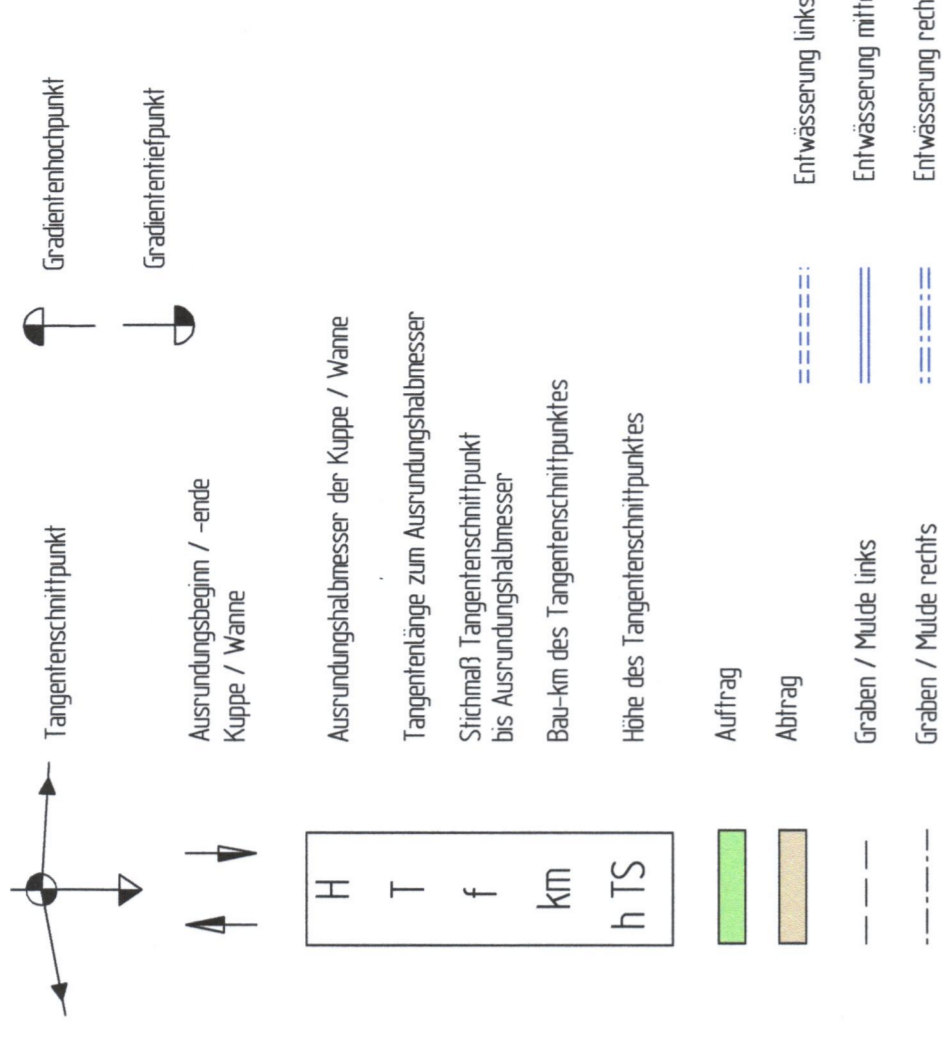 Tangentenschnittpunkt
Gradientenhochpunkt
Gradiententiefpunkt
Ausrundungsbeginn / -ende
Kuppe / Wanne
H
Ausrundungshalbmesser der Kuppe / Wanne
T
Tangentenlänge zum Ausrundungshalbmesser
f
Stichmaß Tangentenschnittpunkt
bis Ausrundungshalbmesser
km
Bau-km des Tangentenschnittpunktes
h TS
Höhe des Tangentenschnittpunktes
Auftrag
Abtrag
Entwässerung links
Graben / Mulde links
Entwässerung mitt
Graben / Mulde rechts
Entwässerung rech